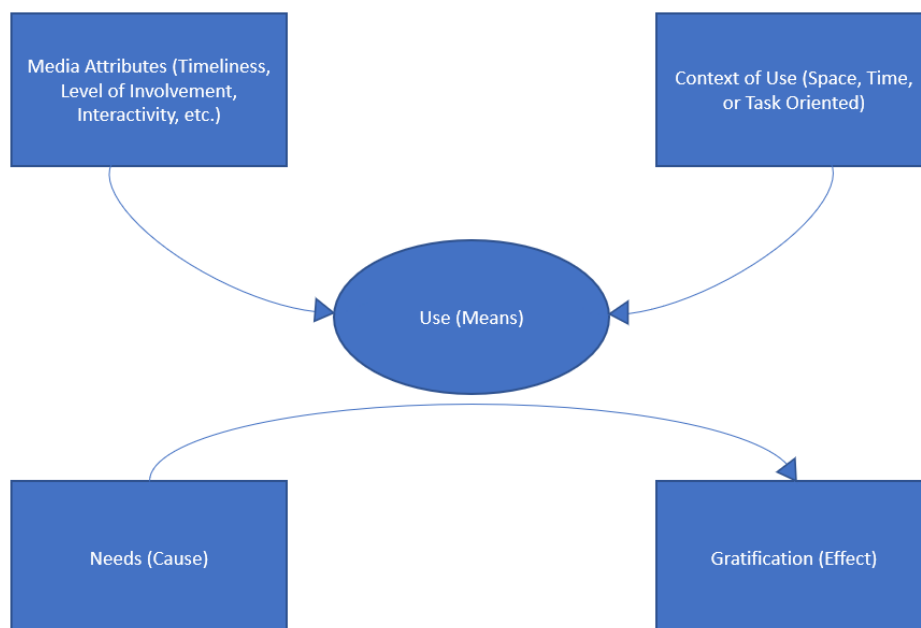 Media Attributes (Timeliness,
Level of Involvement,
Interactivity, etc.)
Context of Use (Space, Time,
or Task Oriented)
Use (Means)
Needs (Cause)
Gratification (Effect)